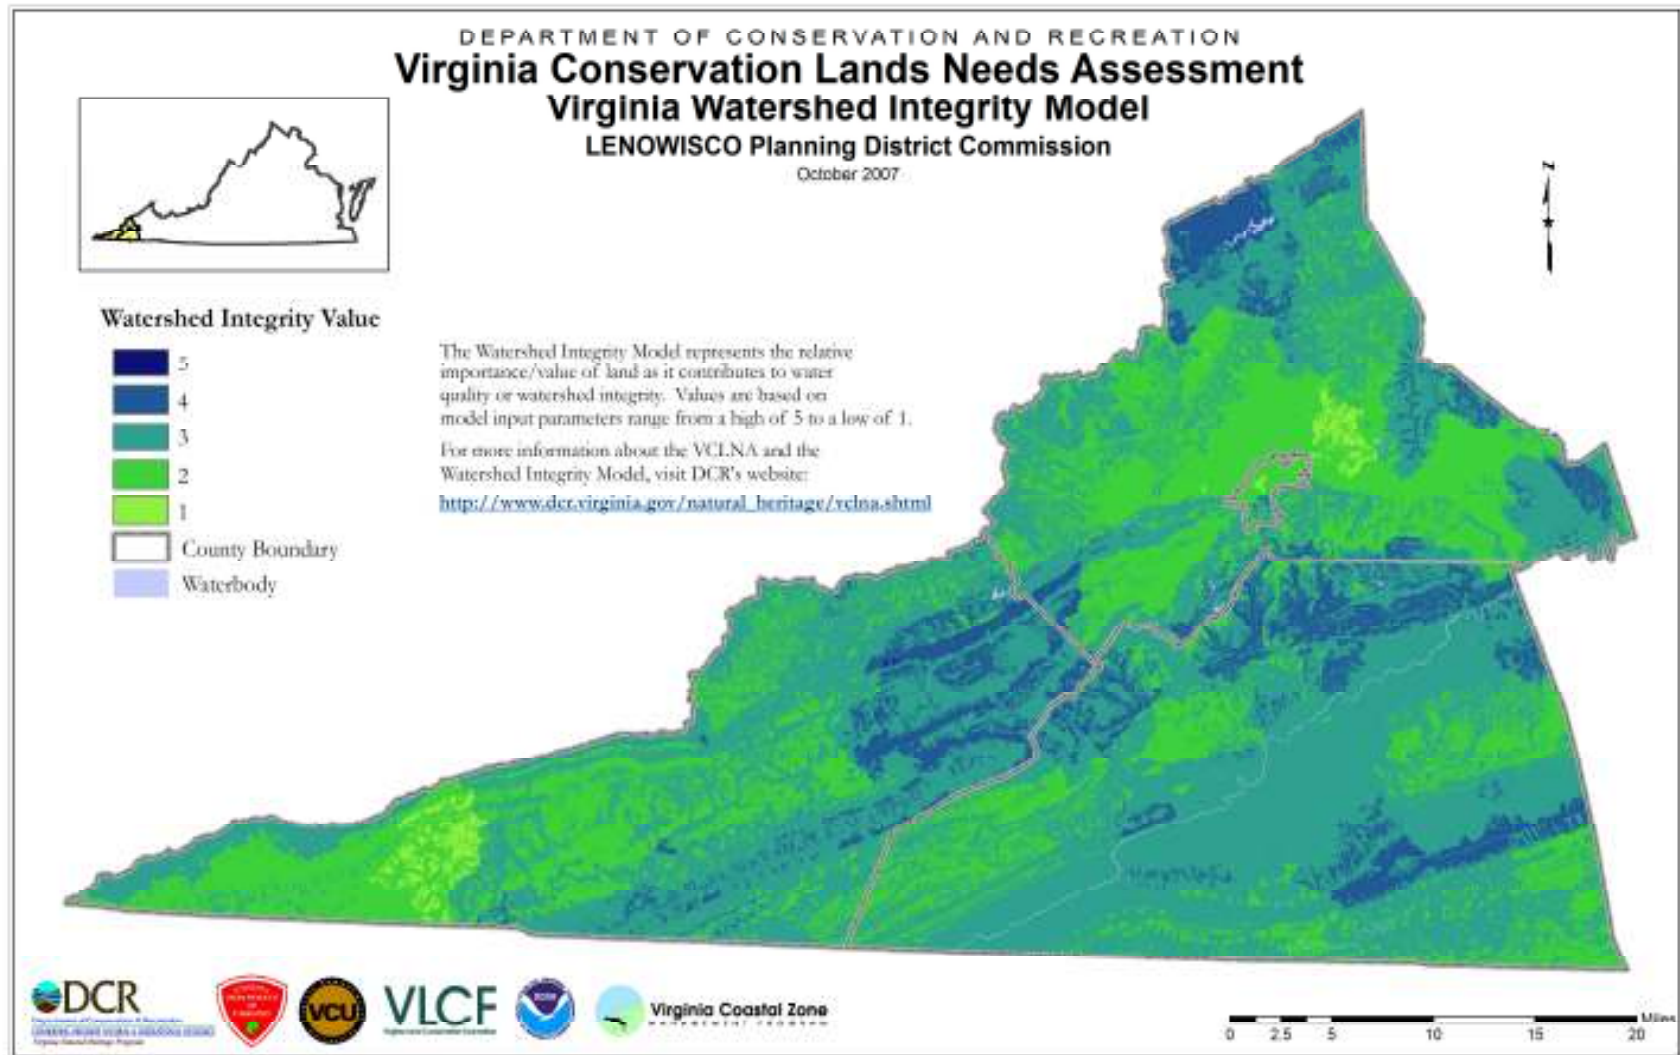 DEPARTMENT OF CONSERVATION AND RECREATION
Virginia Conservation Lands Needs Assessment
Virginia Watershed Integrity Model
LENOWISCO Planning District Commission
October 2007
Watershed Integrity Value
5
4
3
2
1
County Boundary
Waterbody
The Watershed Integrity Model represents the relative
importance/value of land as it contributes to water
quality or watershed integrity. Values are based on
model input parameters range from a high of 5 to a low of 1.
For more information about the VCLNA and the
Watershed Integrity Model, visit DCR's website:
http://www.dcr.virginia.gov/natural_heritage/vclna.shtml
DCR
VCU
VLCF
Virginia Coastal Zone
Miles
0 2.5 5 10 15 20